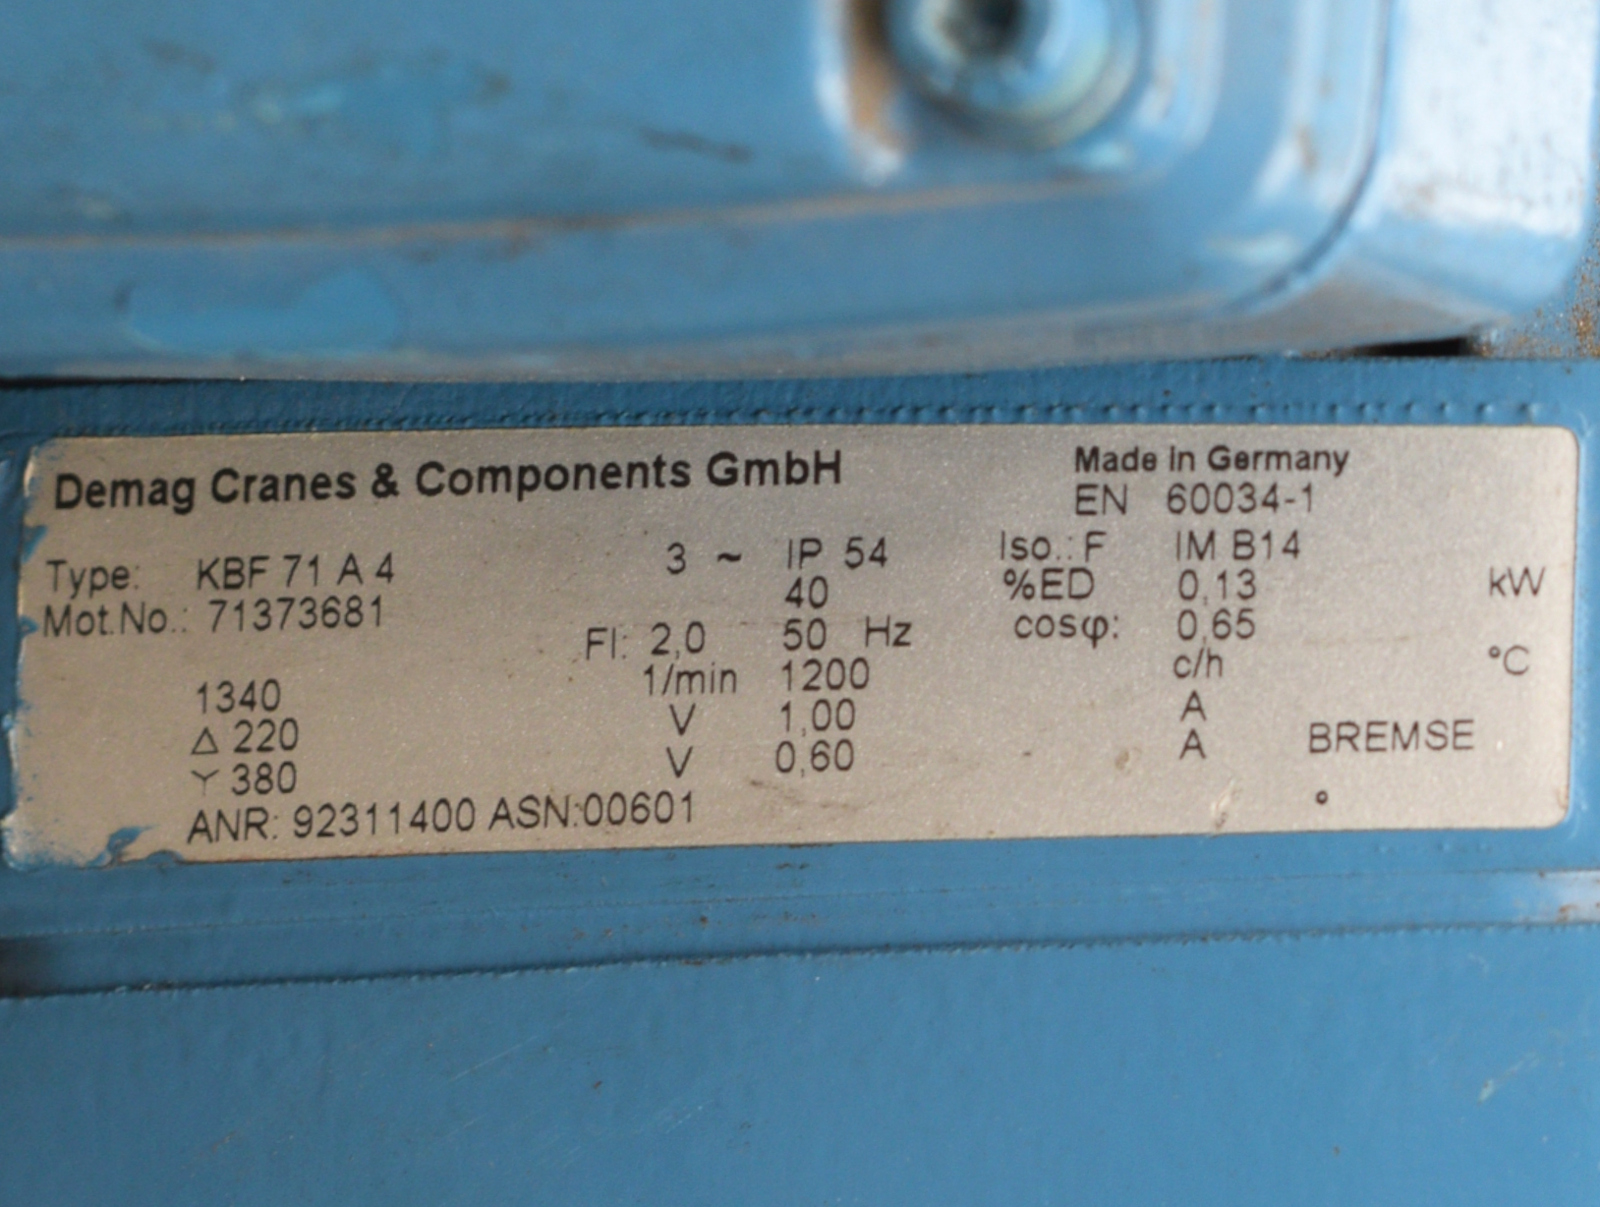 Demag Cranes & Components GmbH Made in Germany
EN 60034-1
Type: KBF 71 A 4 3 ~ IP 54 Iso.: F IM B14
40 %ED 0,13 kW
Mot.No.: 71373681 FI: 2,0 50 Hz cosφ: 0,65
1340 1/min 1200 c/h °C
Δ 220 V 1,00 A
Y 380 V 0,60 A BREMSE
ANR: 92311400 ASN:00601 °